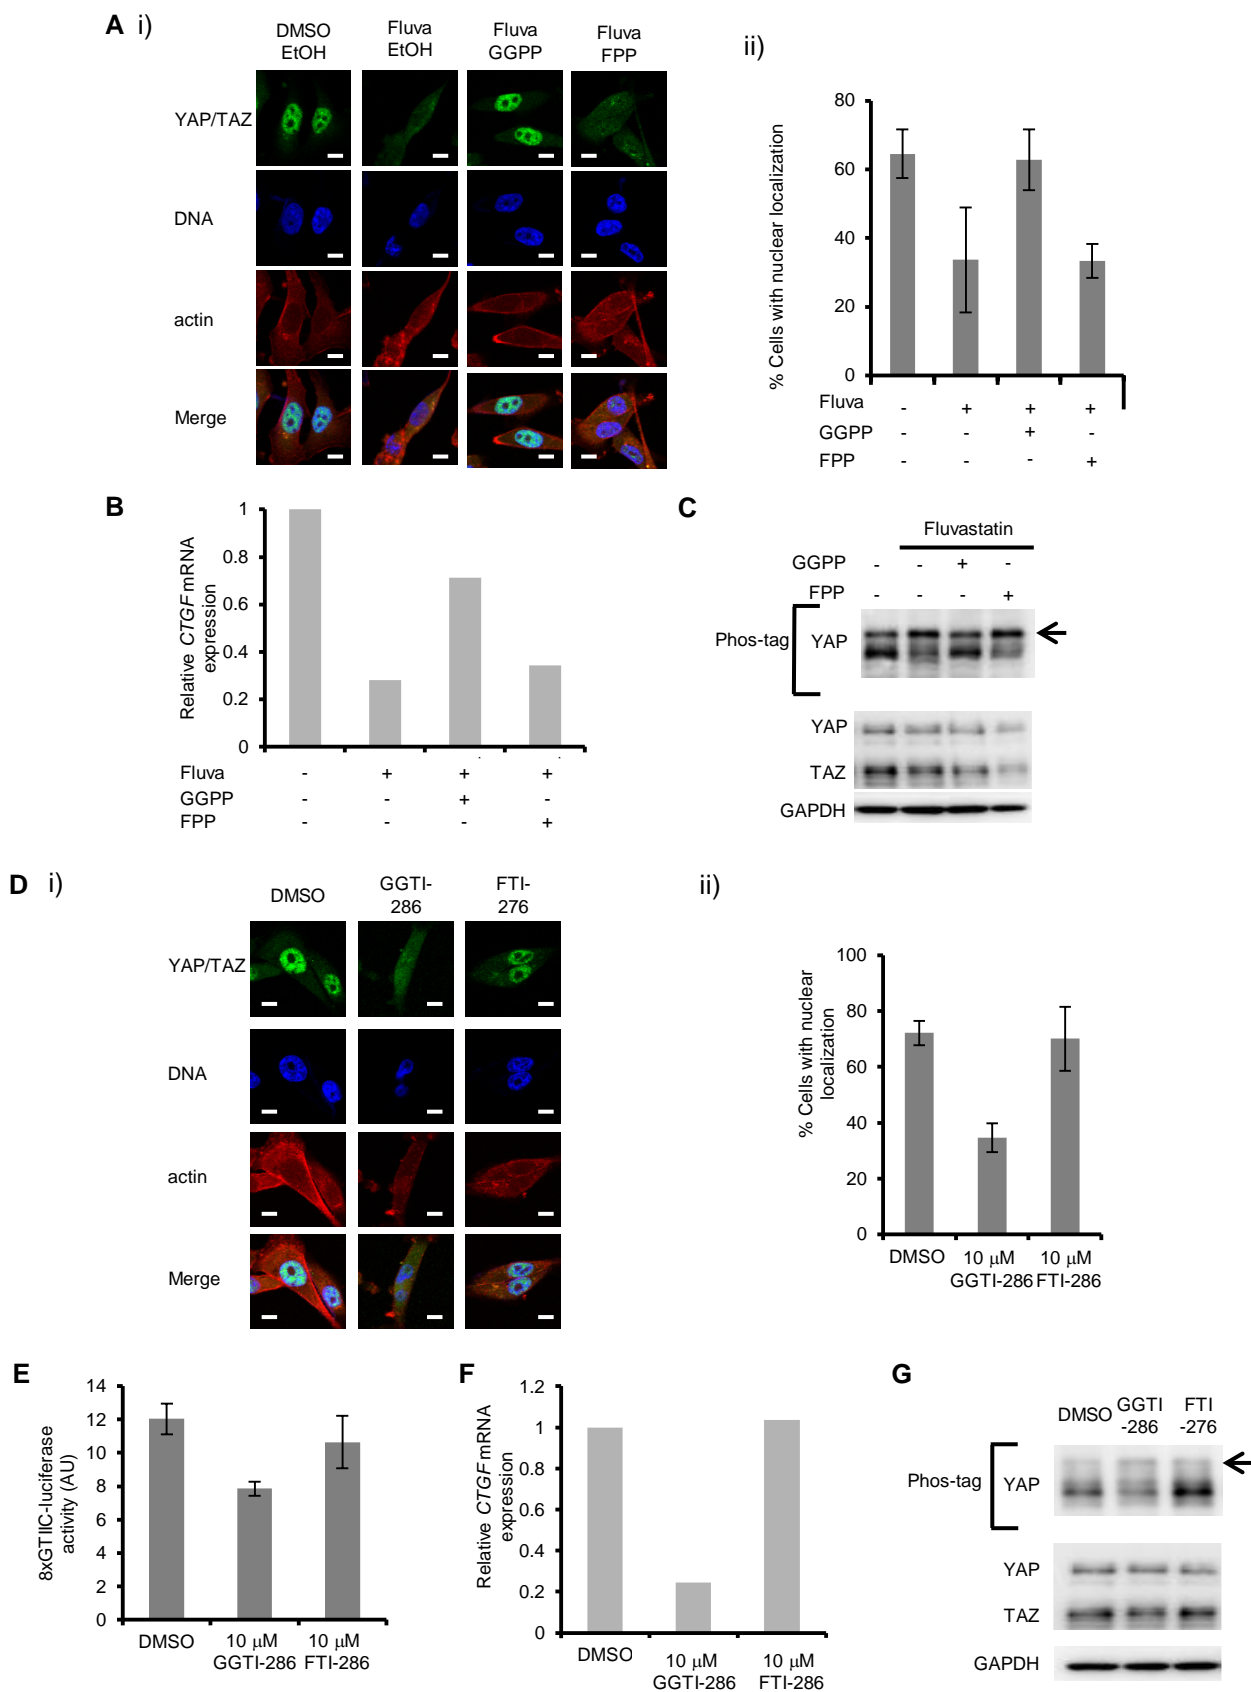 A i)
DMSO EtOH
Fluva EtOH
Fluva GGPP
Fluva FPP
YAP/TAZ
DNA
actin
Merge
ii)
% Cells with nuclear localization
80
60
40
20
0
Fluva - + + +
GGPP - - + -
FPP - - - +
B
Relative CTGF mRNA expression
1
0.8
0.6
0.4
0.2
0
Fluva - + + +
GGPP - - + -
FPP - - - +
C
Fluvastatin
GGPP - - + -
FPP - - - +
Phos-tag YAP
YAP
TAZ
GAPDH
D i)
DMSO
GGTI-286
FTI-276
YAP/TAZ
DNA
actin
Merge
ii)
% Cells with nuclear localization
100
80
60
40
20
0
DMSO
10 µM GGTI-286
10 µM FTI-286
E
8xGTIIC-luciferase activity (AU)
14
12
10
8
6
4
2
0
DMSO
10 µM GGTI-286
10 µM FTI-286
F
Relative CTGF mRNA expression
1.2
1
0.8
0.6
0.4
0.2
0
DMSO
10 µM GGTI-286
10 µM FTI-286
G
DMSO
GGTI-286
FTI-276
Phos-tag YAP
YAP
TAZ
GAPDH